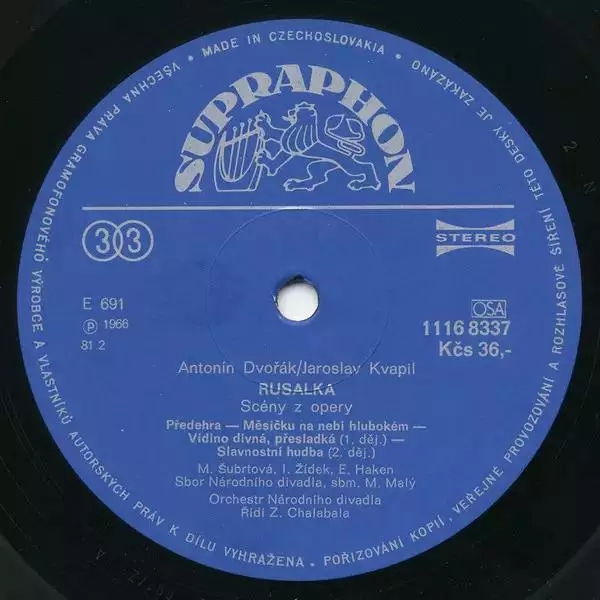 MADE IN CZECHOSLOVAKIA •
VŠECHNA PRÁVA GRAMOFONOVÉHO VÝROBCE A VLASTNÍKŮ AUTORSKÝCH PRÁV K DÍLU VYHRAŽENA • POŘIZOVÁNÍ KOPIÍ, VEŘEJNÉ PROVOZOVÁNÍ A ROZHLASOVÉ ŠÍŘENÍ TÉTO DESKY JE ZAKÁZÁNO •
SUPRAPHON
33
STEREO
E 691
Ⓟ 1966
81 2
OSA
1116 8337
Kčs 36,-
Antonín Dvořák/Jaroslav Kvapil
RUSALKA
Scény z opery
Předehra — Měsíčku na nebi hlubokém —
Vidino divná, přesladká (1. děj.) —
Slavnostní hudba (2. děj.)
M. Šubrtová, I. Žídek, E. Haken
Sbor Národního divadla, sbm. M. Malý
Orchestr Národního divadla
Řídí Z. Chalabala